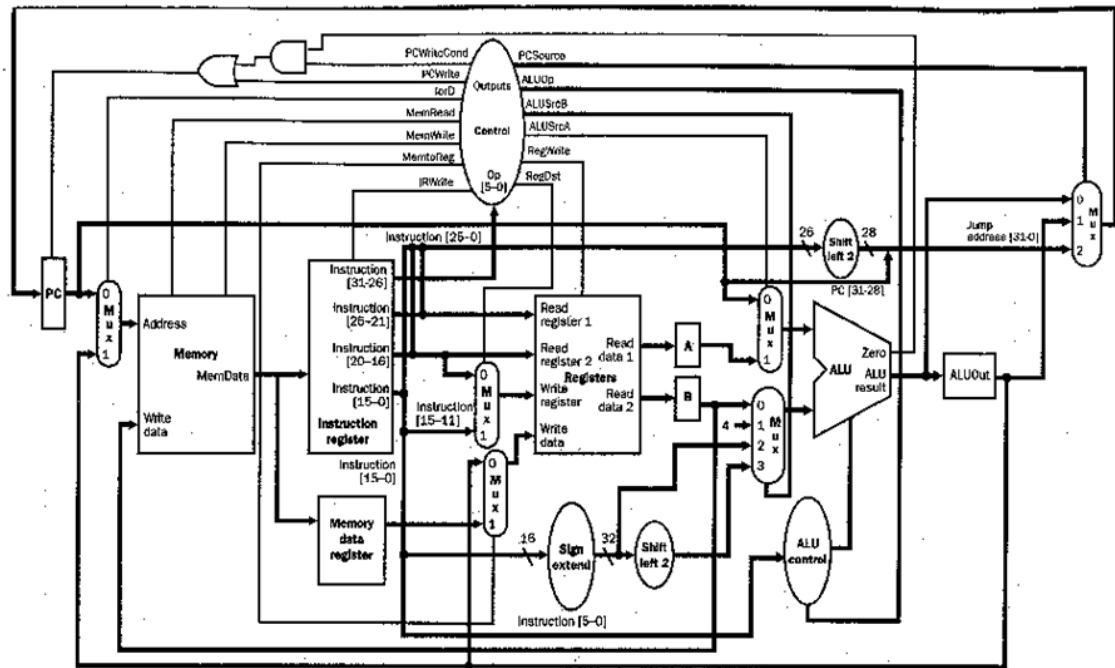 PCWriteCond
PCSource
PCWrite
Outputs
ALUOp
IorD
ALUSrcB
MemRead
ALUSrcA
MemWrite
Control
RegWrite
MemtoReg
Op
[5-0]
RegDst
IRWrite
Instruction [25-0]
26
Shift
left 2
28
Jump
address [31-0]
0
1
2
M
u
x
PC [31-28]
PC
0
M
u
x
1
Address
Memory
MemData
Write
data
Instruction
[31-26]
Instruction
[25-21]
Instruction
[20-16]
Instruction
[15-0]
Instruction
register
Instruction
[15-11]
Instruction
[15-0]
0
M
u
x
1
0
M
u
x
1
Read
register 1
Read
register 2
Write
register
Write
data
Registers
Read
data 1
Read
data 2
A
B
0
M
u
x
1
4
0
1
2
3
M
u
x
Zero
ALU
ALU
result
ALUOut
Memory
data
register
16
Sign
extend
32
Shift
left 2
ALU
control
Instruction [5-0]